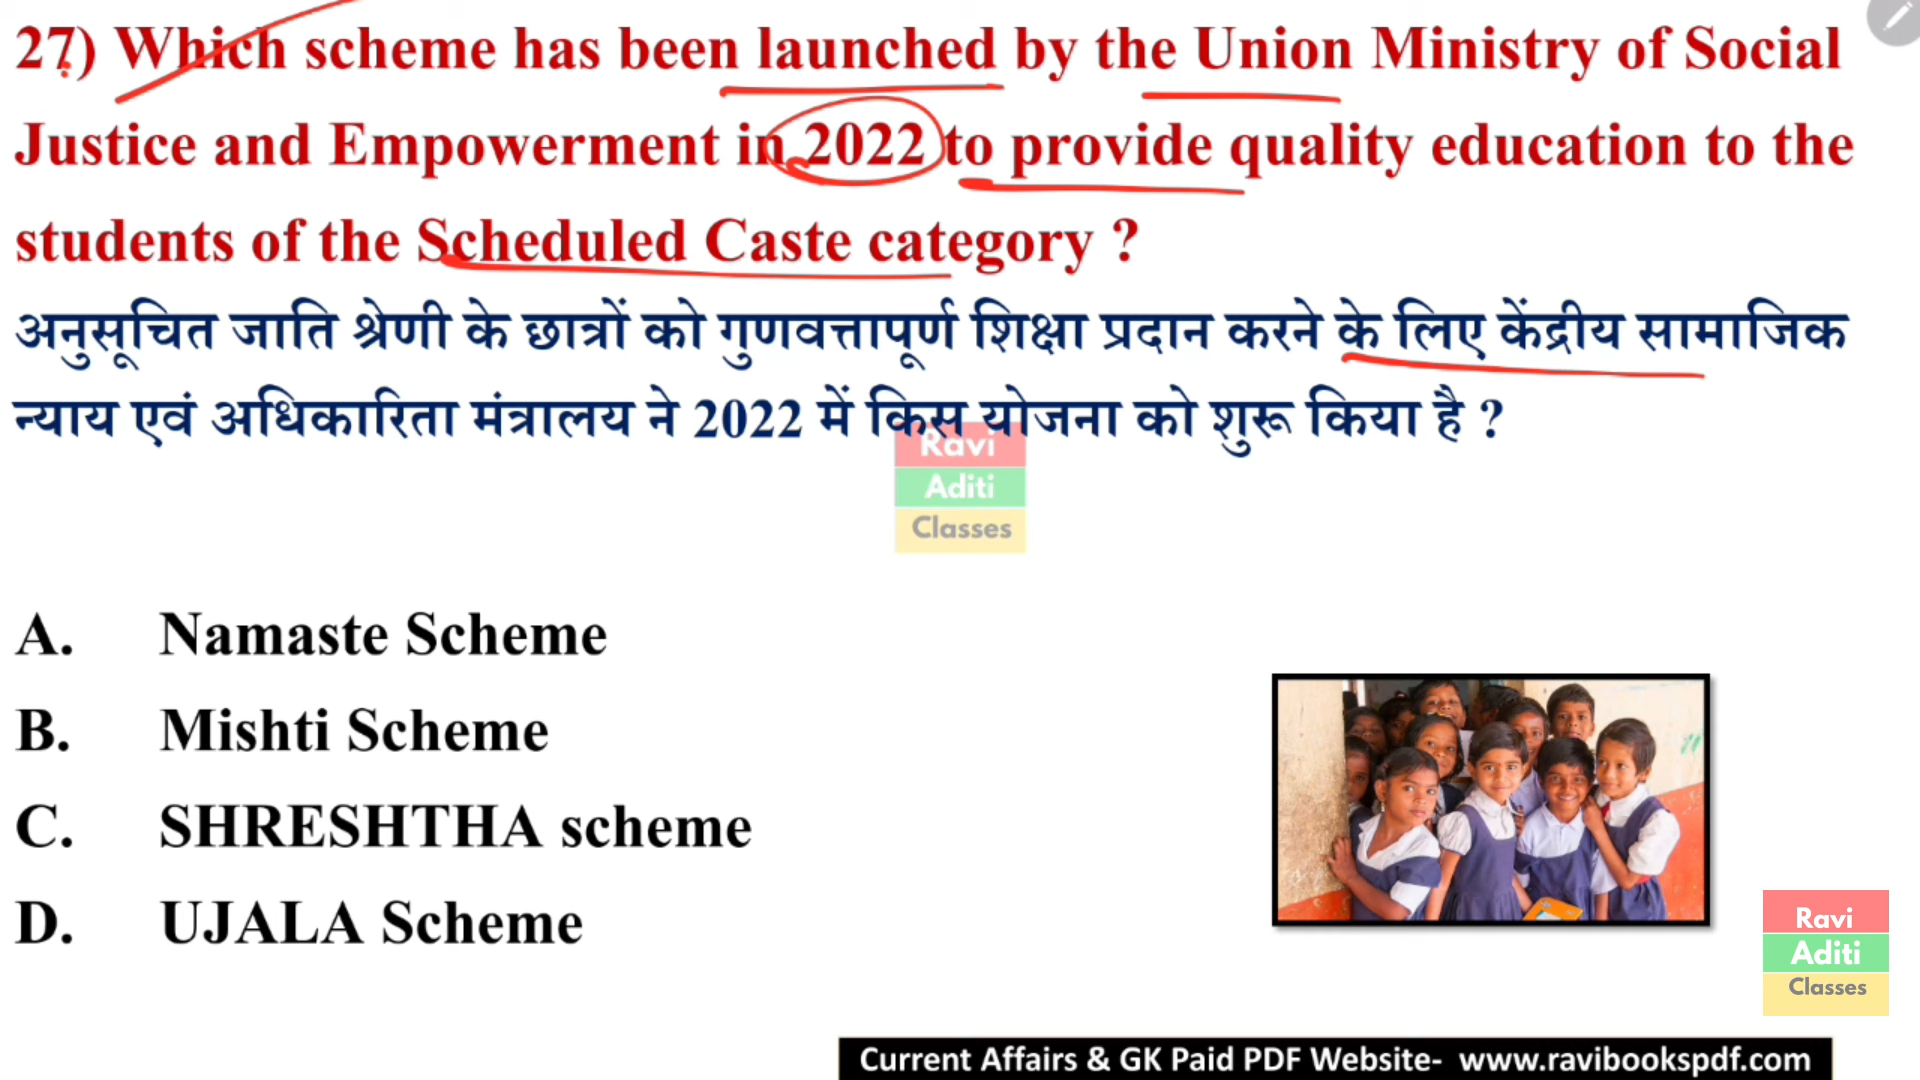 27) Which scheme has been launched by the Union Ministry of Social
Justice and Empowerment in 2022 to provide quality education to the
students of the Scheduled Caste category ?
अनुसूचित जाति श्रेणी के छात्रों को गुणवत्तापूर्ण शिक्षा प्रदान करने के लिए केंद्रीय सामाजिक
न्याय एवं अधिकारिता मंत्रालय ने 2022 में किस योजना को शुरू किया है ?
Ravi
Aditi
Classes
A. Namaste Scheme
B. Mishti Scheme
C. SHRESHTHA scheme
D. UJALA Scheme
Ravi
Aditi
Classes
Current Affairs & GK Paid PDF Website- www.ravibookspdf.com